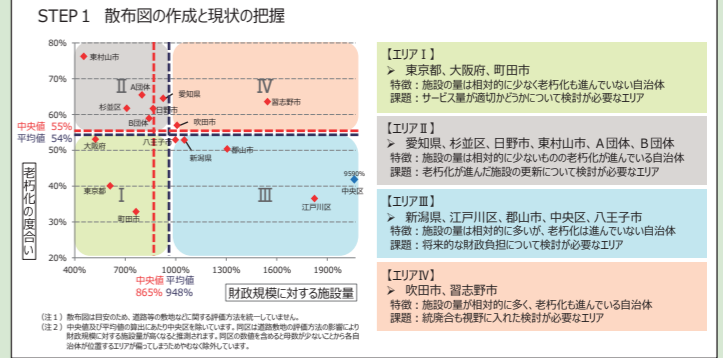 STEP１　散布図の作成と現状の把握
80%
70%
60%
50%
40%
30%
20%
中央値 55%
平均値 54%
老朽化の度合い
東村山市
Ⅱ
A団体
愛知県
杉並区
日野市
B団体
Ⅳ
習志野市
吹田市
大阪府
八王子市
新潟県
郡山市
9590%
中央区
東京都
Ⅰ
町田市
Ⅲ
江戸川区
400%
700%
1000%
1300%
1600%
1900%
中央値
865%
平均値
948%
財政規模に対する施設量
（注１）散布図は目安のため、道路等の敷地などに関する評価方法を統一していません。
（注２）中央値及び平均値の算出にあたり中央区を除いています。同区は道路敷地の評価方法の影響により
財政規模に対する施設量が高くなると推測されます。同区の数値を含めると母数が少ないことから各自
治体が位置するエリアが偏ってしまうためやむなく除外しています。
【エリアⅠ】
➢ 東京都、大阪府、町田市
特徴：施設の量は相対的に少なく老朽化も進んでいない自治体
課題：サービス量が適切かどうかについて検討が必要なエリア
【エリアⅡ】
➢ 愛知県、杉並区、日野市、東村山市、A団体、B団体
特徴：施設の量は相対的に少ないものの老朽化が進んでいる自治体
課題：老朽化が進んだ施設の更新について検討が必要なエリア
【エリアⅢ】
➢ 新潟県、江戸川区、郡山市、中央区、八王子市
特徴：施設の量は相対的に多いが、老朽化は進んでいない自治体
課題：将来的な財政負担について検討が必要なエリア
【エリアⅣ】
➢ 吹田市、習志野市
特徴：施設の量が相対的に多く、老朽化も進んでいる自治体
課題：統廃合も視野に入れた検討が必要なエリア